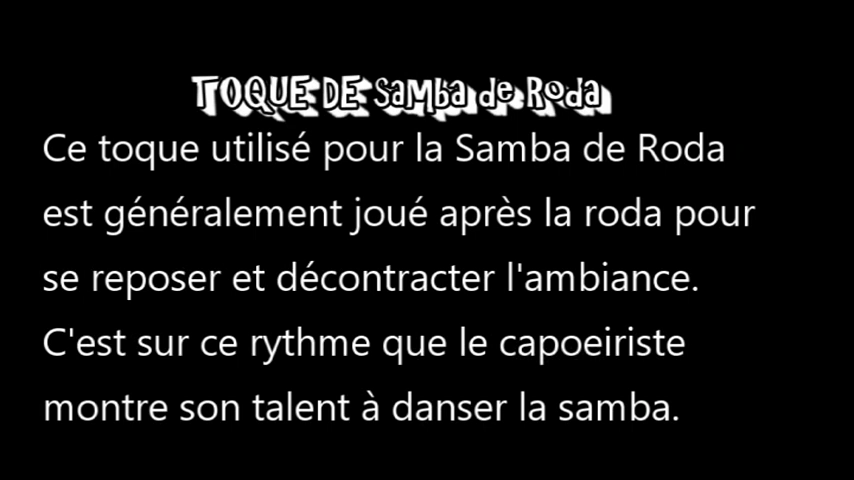 TOQUE DE Samba de Roda
Ce toque utilisé pour la Samba de Roda
est généralement joué après la roda pour
se reposer et décontracter l'ambiance.
C'est sur ce rythme que le capoeiriste
montre son talent à danser la samba.